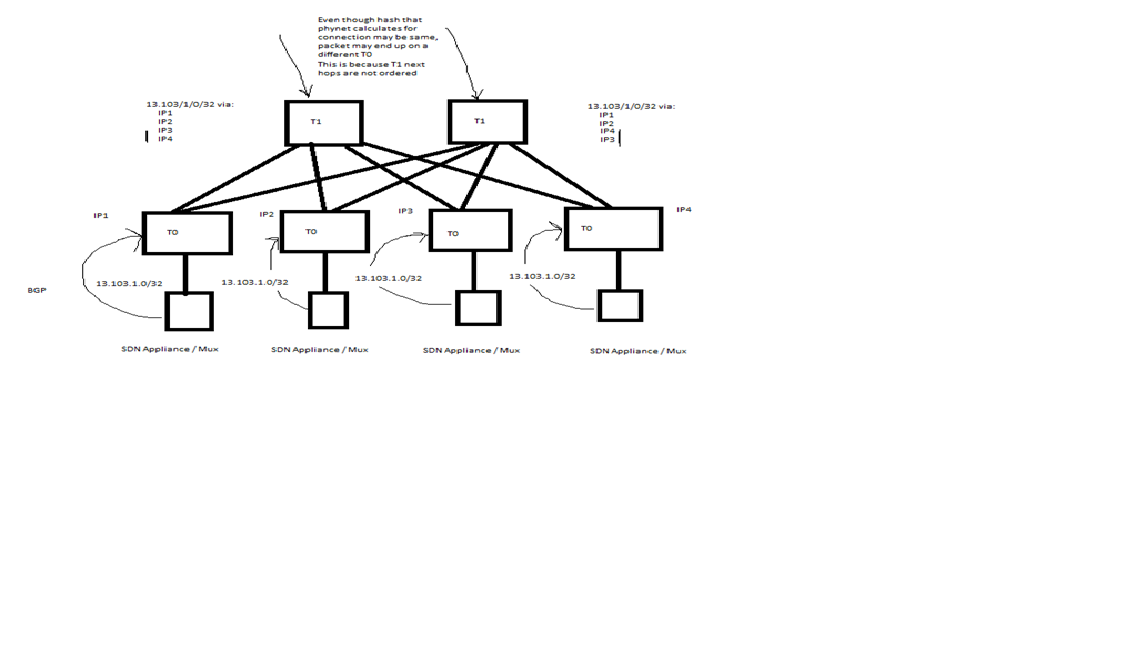 Even though hash that
phynet calculates for
connection may be same,
packet may end up on a
different T0
This is because T1 next
hops are not ordered
13.103/1/0/32 via:
IP1
IP2
IP3
IP4
T1
T1
13.103/1/0/32 via:
IP1
IP2
IP4
IP3
IP1
T0
IP2
T0
IP3
T0
IP4
T0
BGP
13.103.1.0/32
13.103.1.0/32
13.103.1.0/32
13.103.1.0/32
SDN Appliance / Mux
SDN Appliance / Mux
SDN Appliance / Mux
SDN Appliance / Mux